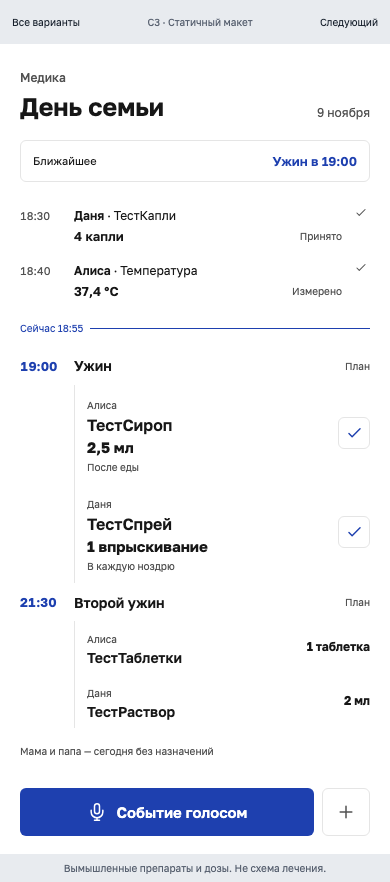 Все варианты
C3 · Статичный макет
Следующий
Медика
День семьи
9 ноября
Ближайшее
Ужин в 19:00
18:30
Даня · ТестКапли
4 капли
Принято
18:40
Алиса · Температура
37,4 °C
Измерено
Сейчас 18:55
19:00
Ужин
План
Алиса
ТестСироп
2,5 мл
После еды
Даня
ТестСпрей
1 впрыскивание
В каждую ноздрю
21:30
Второй ужин
План
Алиса
ТестТаблетки
1 таблетка
Даня
ТестРаствор
2 мл
Мама и папа — сегодня без назначений
Событие голосом
Вымышленные препараты и дозы. Не схема лечения.